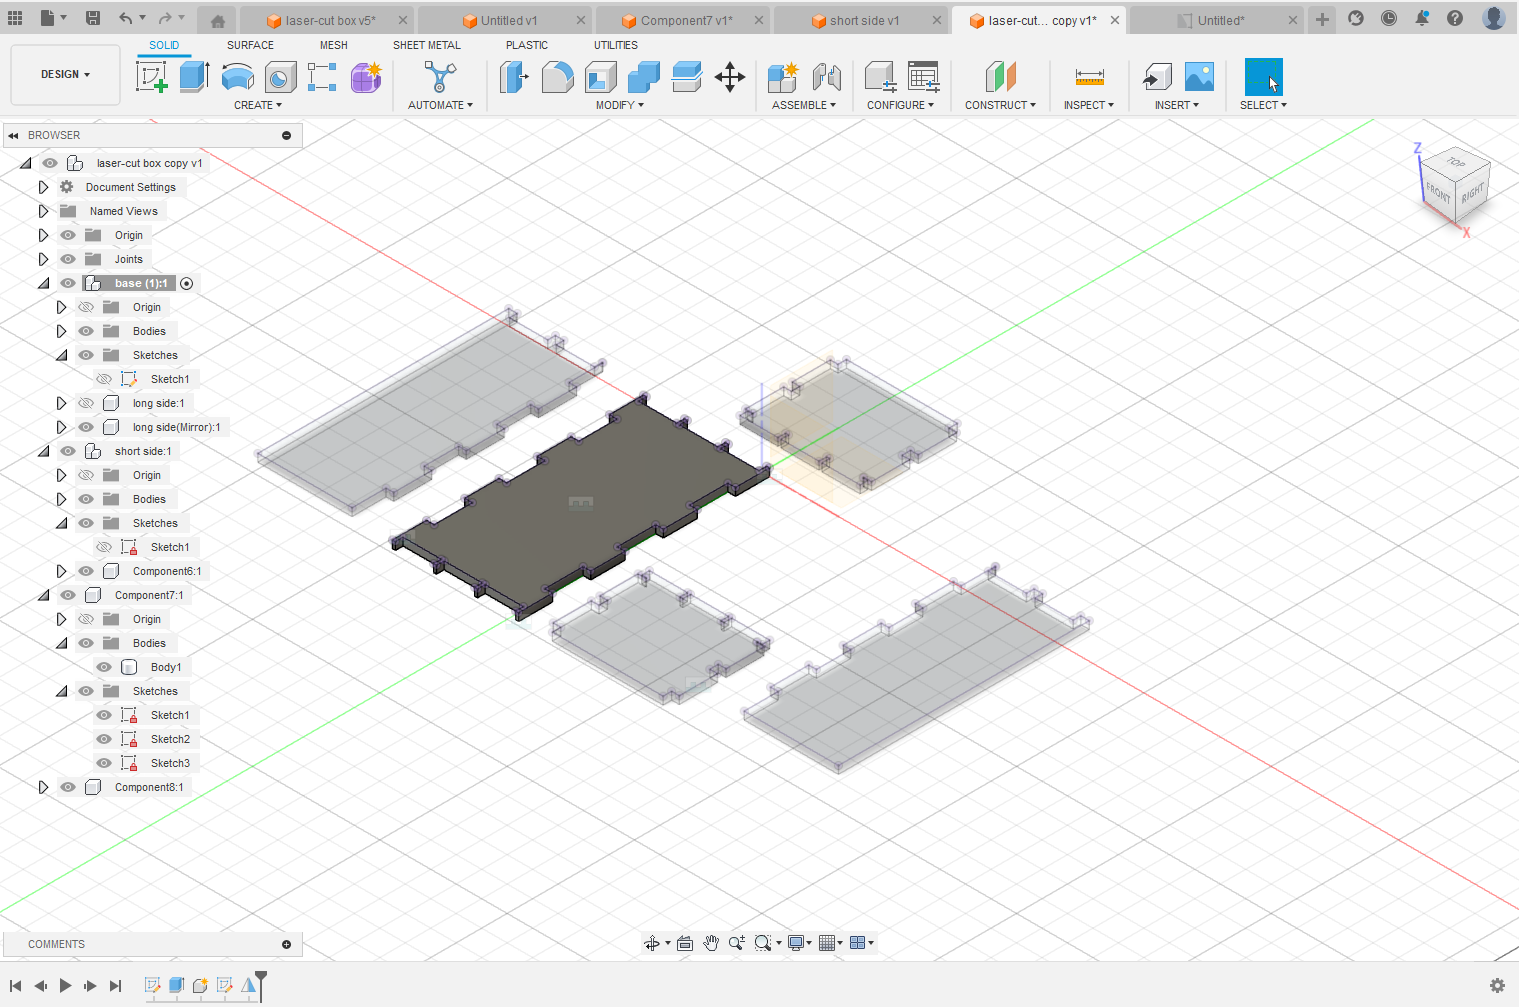 laser-cut box v5*
Untitled v1
Component7 v1*
short side v1
laser-cut... copy v1*
Untitled*
SOLID SURFACE MESH SHEET METAL PLASTIC UTILITIES
DESIGN
CREATE AUTOMATE MODIFY ASSEMBLE CONFIGURE CONSTRUCT INSPECT INSERT SELECT
BROWSER
laser-cut box copy v1
Document Settings
Named Views
Origin
Joints
base (1):1
Origin
Bodies
Sketches
Sketch1
long side:1
long side(Mirror):1
short side:1
Origin
Bodies
Sketches
Sketch1
Component6:1
Component7:1
Origin
Bodies
Body1
Sketches
Sketch1
Sketch2
Sketch3
Component8:1
Z
TOP
FRONT
RIGHT
X
COMMENTS